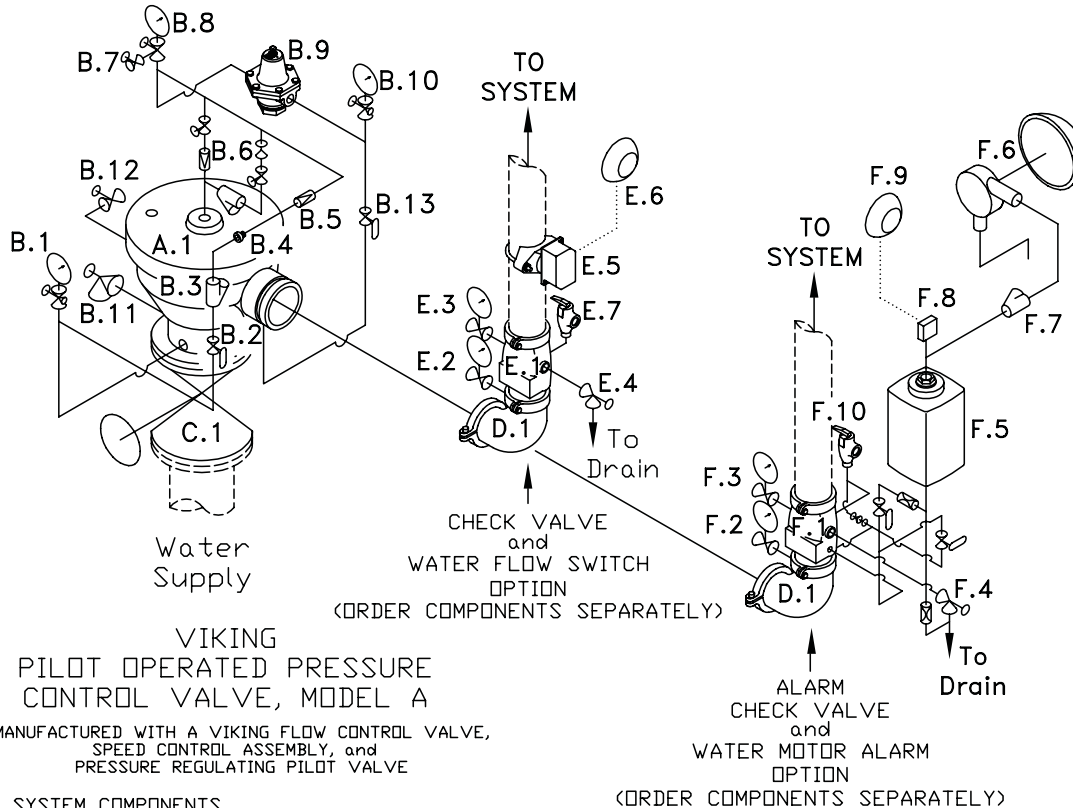 B.8
B.7
B.9
B.10
TO
SYSTEM
B.6
B.12
B.5
B.13
E.6
F.6
F.9
A.1
B.4
B.1
B.3
E.5
TO
SYSTEM
B.11
E.3
E.7
F.8
F.7
B.2
E.2
E.1
E.4
C.1
D.1
To
Drain
F.10
F.5
F.3
F.2
F.1
Water
Supply
CHECK VALVE
and
WATER FLOW SWITCH
OPTION
(ORDER COMPONENTS SEPARATELY)
D.1
F.4
To
Drain
VIKING
PILOT OPERATED PRESSURE
CONTROL VALVE, MODEL A
MANUFACTURED WITH A VIKING FLOW CONTROL VALVE,
SPEED CONTROL ASSEMBLY, and
PRESSURE REGULATING PILOT VALVE
ALARM
CHECK VALVE
and
WATER MOTOR ALARM
OPTION
(ORDER COMPONENTS SEPARATELY)
SYSTEM COMPONENTS